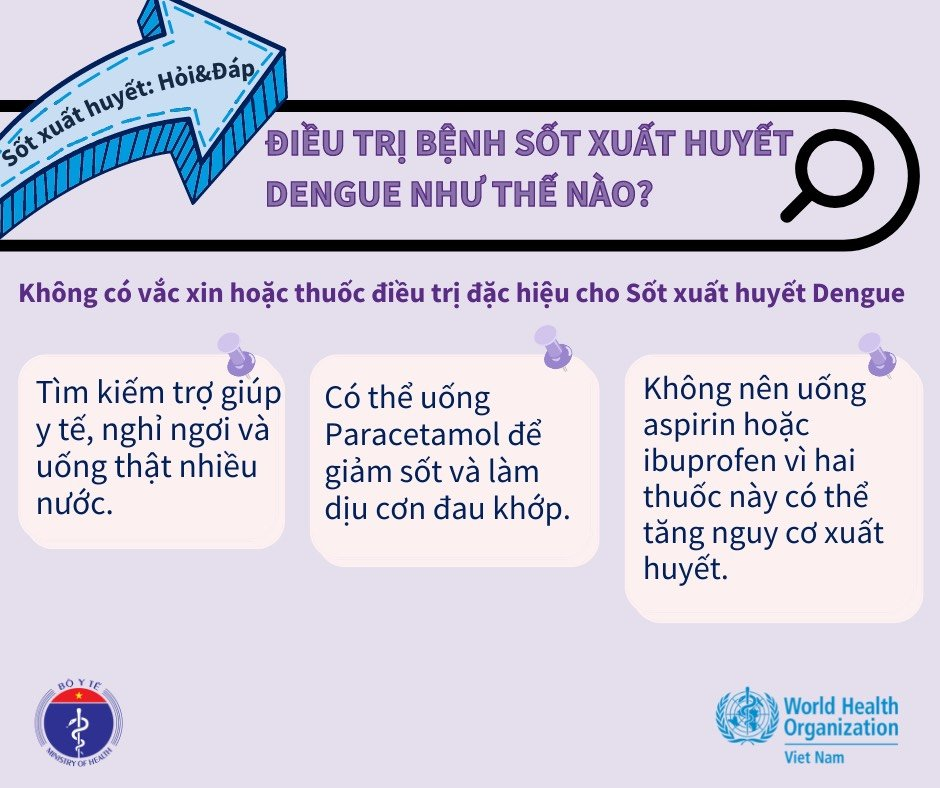 Sốt xuất huyết: Hỏi&Đáp
ĐIỀU TRỊ BỆNH SỐT XUẤT HUYẾT
DENGUE NHƯ THẾ NÀO?
Không có vắc xin hoặc thuốc điều trị đặc hiệu cho Sốt xuất huyết Dengue
Tìm kiếm trợ giúp
y tế, nghỉ ngơi và
uống thật nhiều
nước.
Có thể uống
Paracetamol để
giảm sốt và làm
dịu cơn đau khớp.
Không nên uống
aspirin hoặc
ibuprofen vì hai
thuốc này có thể
tăng nguy cơ xuất
huyết.
BỘ Y TẾ
MINISTRY OF HEALTH
World Health
Organization
Viet Nam